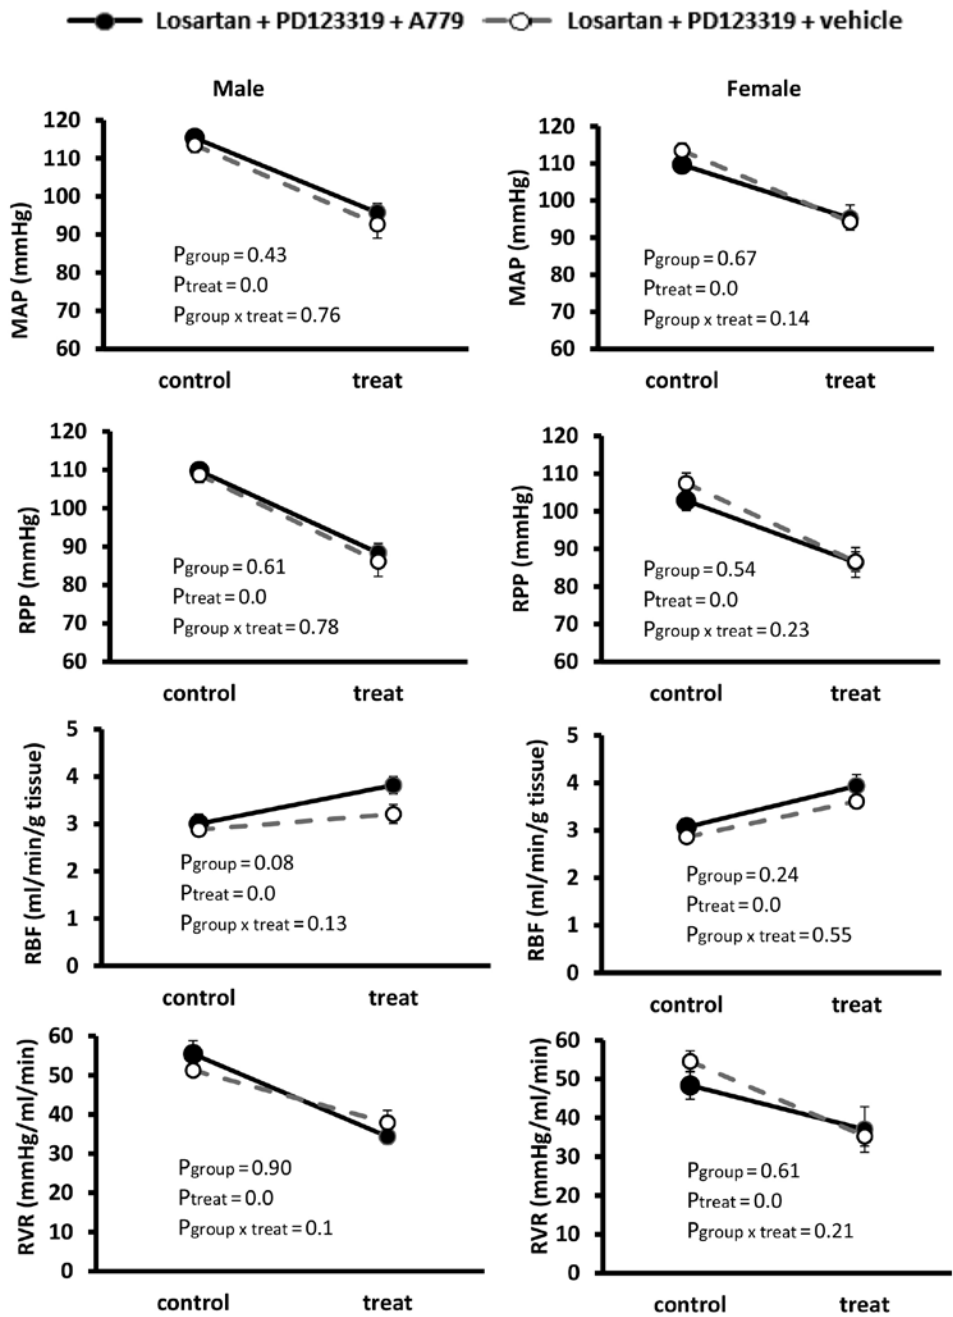 Losartan + PD123319 + A779 Losartan + PD123319 + vehicle
Male
MAP (mmHg)
120
110
100
90
80
70
60
Pgroup = 0.43
Ptreat = 0.0
Pgroup x treat = 0.76
control treat
Female
MAP (mmHg)
120
110
100
90
80
70
60
Pgroup = 0.67
Ptreat = 0.0
Pgroup x treat = 0.14
control treat
RPP (mmHg)
120
110
100
90
80
70
60
Pgroup = 0.61
Ptreat = 0.0
Pgroup x treat = 0.78
control treat
RPP (mmHg)
120
110
100
90
80
70
60
Pgroup = 0.54
Ptreat = 0.0
Pgroup x treat = 0.23
control treat
RBF (ml/min/g tissue)
5
4
3
2
1
0
Pgroup = 0.08
Ptreat = 0.0
Pgroup x treat = 0.13
control treat
RBF (ml/min/g tissue)
5
4
3
2
1
0
Pgroup = 0.24
Ptreat = 0.0
Pgroup x treat = 0.55
control treat
RVR (mmHg/ml/min)
60
50
40
30
20
10
0
Pgroup = 0.90
Ptreat = 0.0
Pgroup x treat = 0.1
control treat
RVR (mmHg/ml/min)
60
50
40
30
20
10
0
Pgroup = 0.61
Ptreat = 0.0
Pgroup x treat = 0.21
control treat